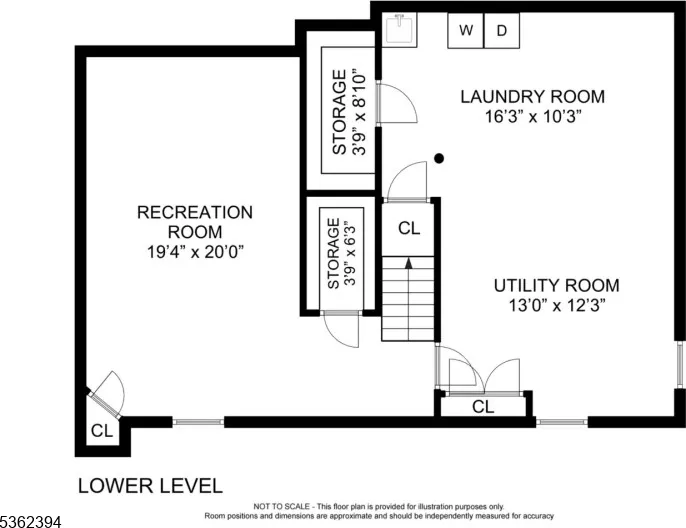 W
D
LAUNDRY ROOM
16'3" x 10'3"
STORAGE
3'9" x 8'10"
RECREATION
ROOM
19'4" x 20'0"
STORAGE
3'9" x 6'3"
CL
UTILITY ROOM
13'0" x 12'3"
CL
CL
LOWER LEVEL
NOT TO SCALE - This floor plan is provided for illustration purposes only.
Room positions and dimensions are approximate and should be independently measured for accuracy
5362394